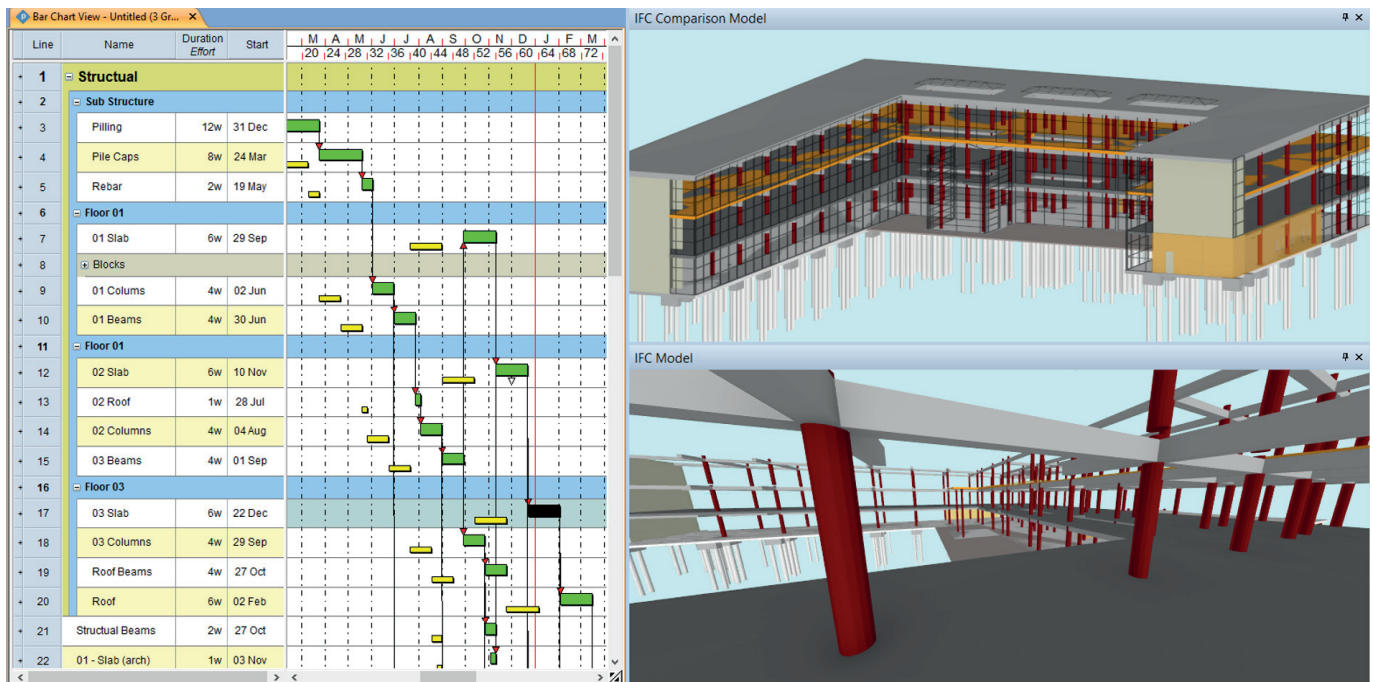 Bar Chart View - Untitled (3 Gr...
Line Name Duration Effort Start M A M J J A S O N D J F M
20 24 28 32 36 40 44 48 52 56 60 64 68 72
1 Structual
2 Sub Structure
3 Pilling 12w 31 Dec
4 Pile Caps 8w 24 Mar
5 Rebar 2w 19 May
6 Floor 01
7 01 Slab 6w 29 Sep
8 Blocks
9 01 Colums 4w 02 Jun
10 01 Beams 4w 30 Jun
11 Floor 01
12 02 Slab 6w 10 Nov
13 02 Roof 1w 28 Jul
14 02 Columns 4w 04 Aug
15 03 Beams 4w 01 Sep
16 Floor 03
17 03 Slab 6w 22 Dec
18 03 Columns 4w 29 Sep
19 Roof Beams 4w 27 Oct
20 Roof 6w 02 Feb
21 Structual Beams 2w 27 Oct
22 01 - Slab (arch) 1w 03 Nov
IFC Comparison Model
IFC Model